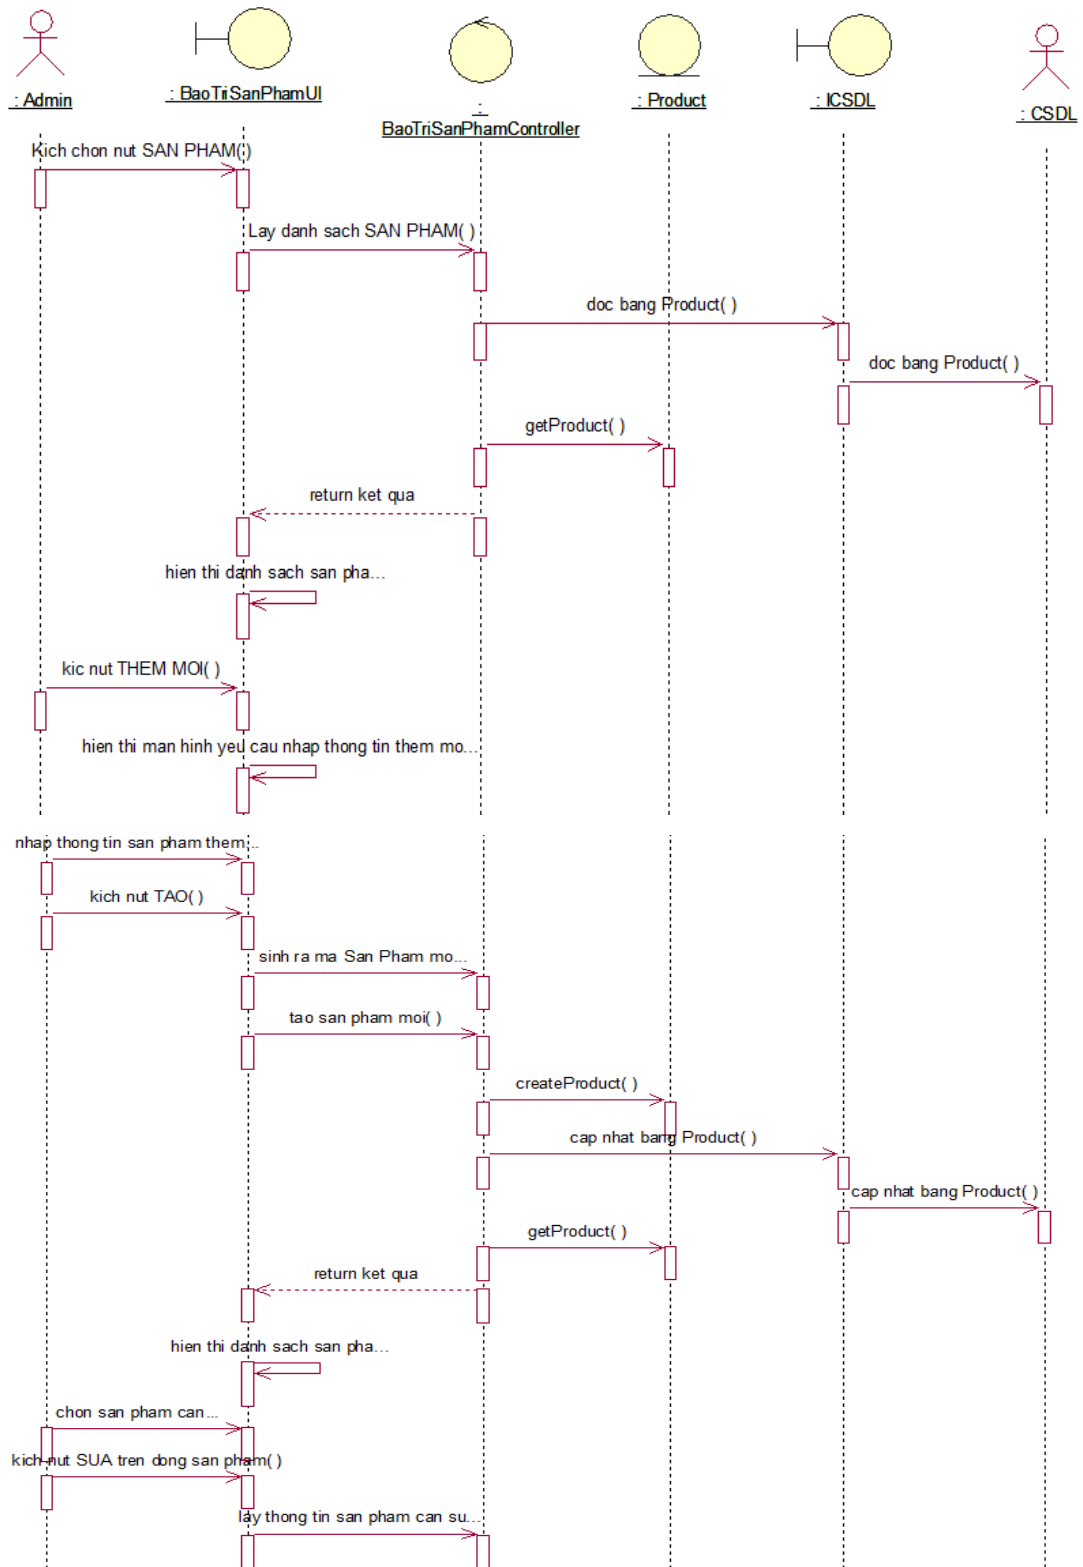 : Admin
: BaoTriSanPhamUI
:
BaoTriSanPhamController
: Product
: ICSDL
: CSDL
Kich chon nut SAN PHAM( )
Lay danh sach SAN PHAM( )
doc bang Product( )
doc bang Product( )
getProduct( )
return ket qua
hien thi danh sach san pha...
kic nut THEM MOI( )
hien thi man hinh yeu cau nhap thong tin them mo...
nhap thong tin san pham them...
kich nut TAO( )
sinh ra ma San Pham mo...
tao san pham moi( )
createProduct( )
cap nhat bang Product( )
cap nhat bang Product( )
getProduct( )
return ket qua
hien thi danh sach san pha...
chon san pham can...
kich nut SUA tren dong san pham( )
lay thong tin san pham can su...